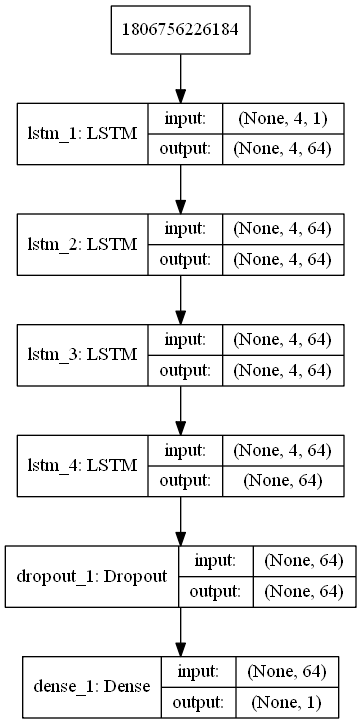 1806756226184
lstm_1: LSTM
input: (None, 4, 1)
output: (None, 4, 64)
lstm_2: LSTM
input: (None, 4, 64)
output: (None, 4, 64)
lstm_3: LSTM
input: (None, 4, 64)
output: (None, 4, 64)
lstm_4: LSTM
input: (None, 4, 64)
output: (None, 64)
dropout_1: Dropout
input: (None, 64)
output: (None, 64)
dense_1: Dense
input: (None, 64)
output: (None, 1)